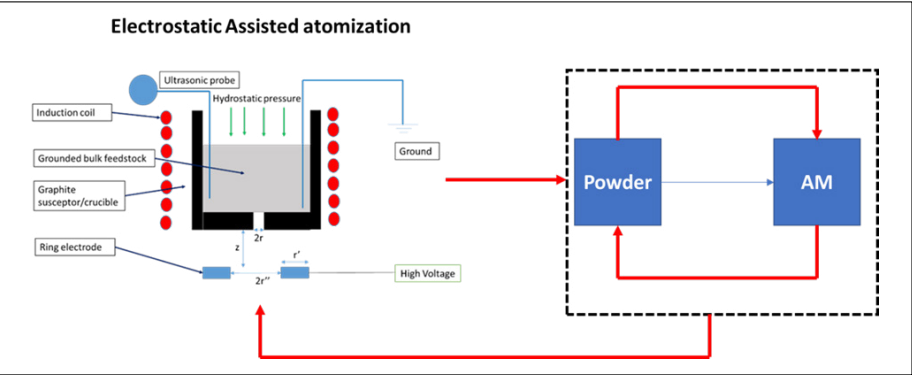 Electrostatic Assisted atomization
Ultrasonic probe
Hydrostatic pressure
Induction coil
Grounded bulk feedstock
Graphite
susceptor/crucible
Ground
2r
z
Ring electrode
r'
2r''
High Voltage
Powder
AM